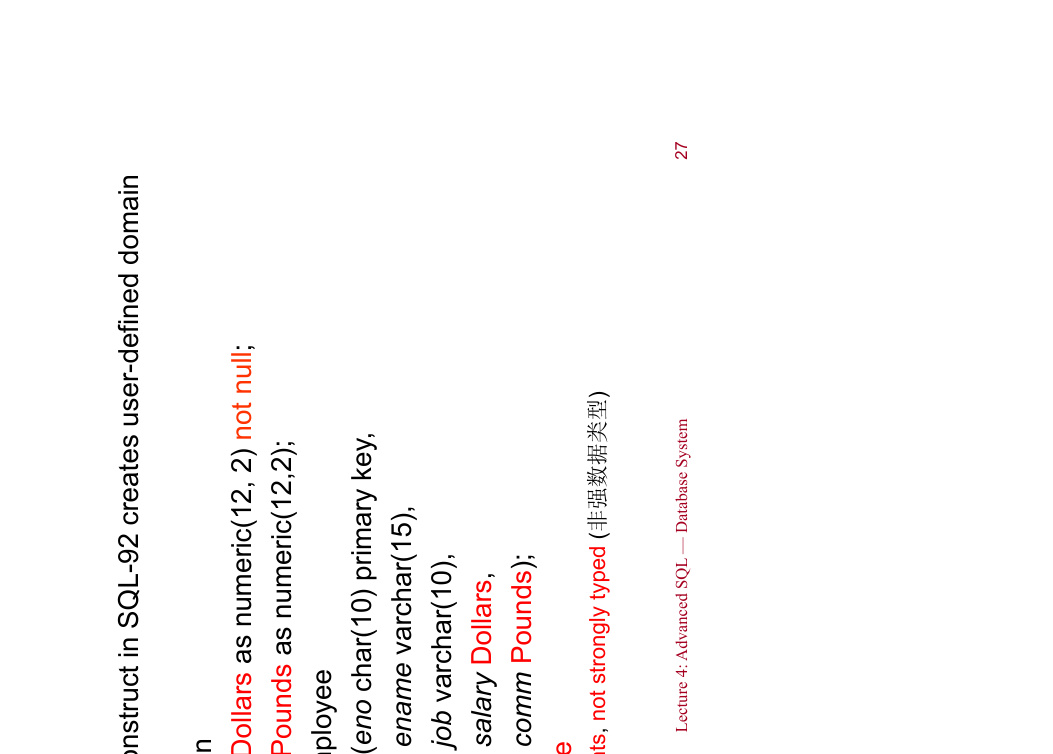 onstruct in SQL-92 creates user-defined domain
n
Dollars as numeric(12, 2) not null;
Pounds as numeric(12,2);
ployee
(eno char(10) primary key,
ename varchar(15),
job varchar(10),
salary Dollars,
comm Pounds);
e
ts, not strongly typed (非强数据类型)
Lecture 4: Advanced SQL — Database System 27